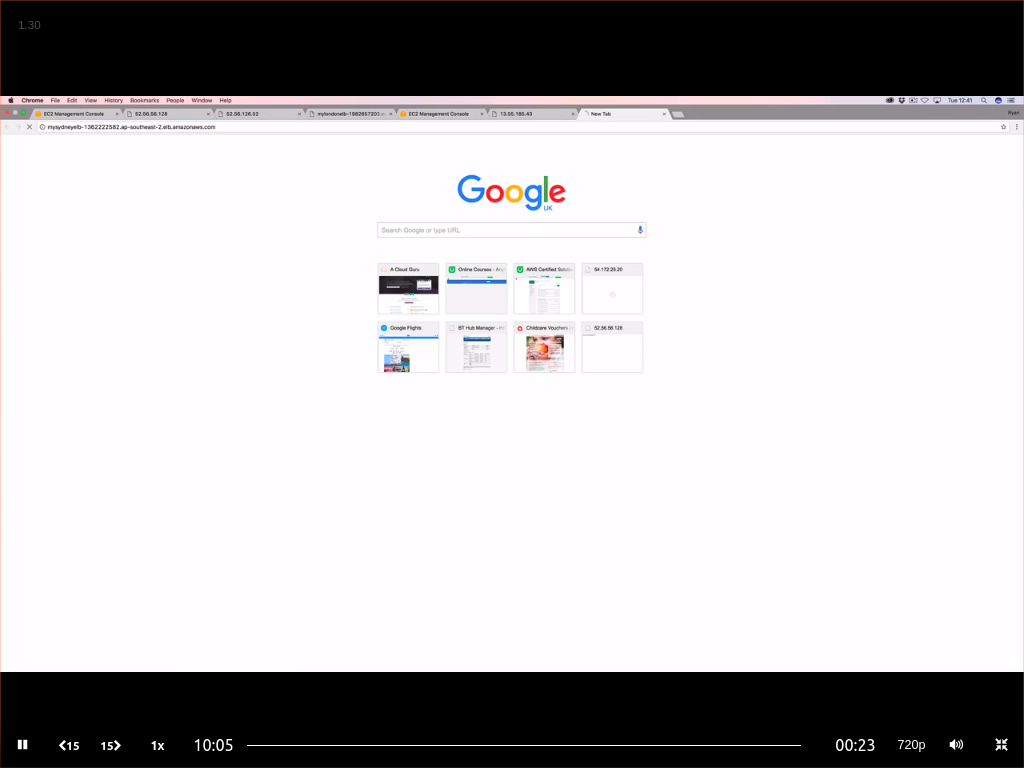 1.30
Chrome File Edit View History Bookmarks People Window Help Tue 12:41
EC2 Management Console 52.56.56.128 52.56.126.52 EC2 Management Console 13.55.185.43 New Tab Ryan
mysydneyelb-1362222582.ap-southeast-2.elb.amazonaws.com
Google
UK
Search Google or type URL
A Cloud Guru Online Courses - Any AWS Certified Solutio 54.172.25.20
Google Flights BT Hub Manager - Childcare Vouchers 52.56.56.128
15 15 1x 10:05 00:23 720p